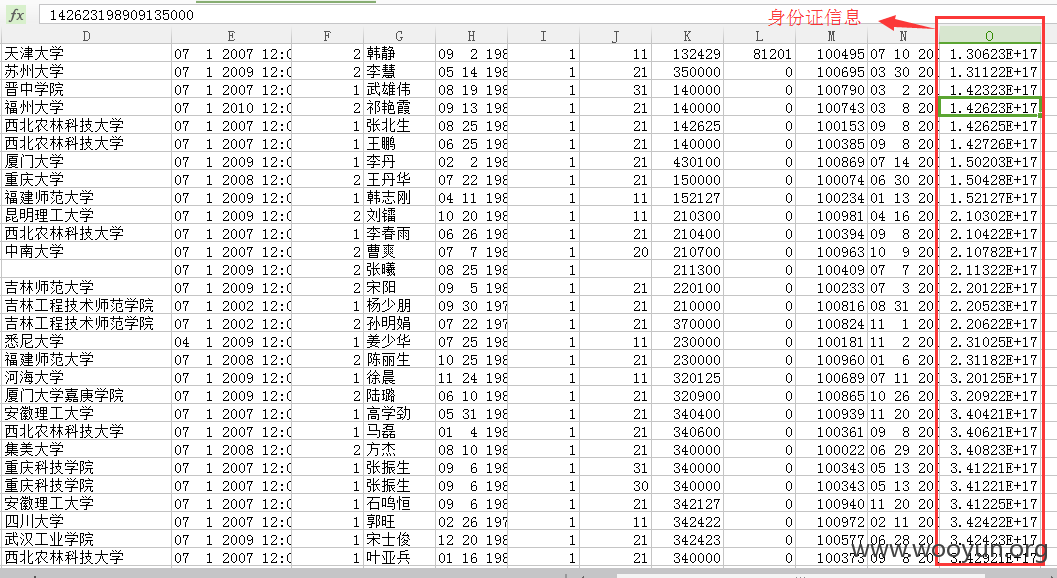 fx 142623198909135000
身份证信息
D E F G H I J K L M N O
天津大学 07 1 2007 12:0 2 韩静 09 2 198 1 11 132429 81201 100495 07 10 20 1.30623E+17
苏州大学 07 1 2009 12:0 2 李慧 05 14 198 1 21 350000 0 100695 03 30 20 1.31122E+17
晋中学院 07 1 2007 12:0 1 武雄伟 08 19 198 1 31 140000 0 100790 03 2 20 1.42323E+17
福州大学 07 1 2010 12:0 2 祁艳霞 09 13 198 1 21 140000 0 100743 03 8 20 1.42623E+17
西北农林科技大学 07 1 2007 12:0 1 张北生 08 25 198 1 21 142625 0 100153 09 8 20 1.42625E+17
西北农林科技大学 07 1 2007 12:0 1 王鹏 06 25 198 1 21 140000 0 100385 09 8 20 1.42726E+17
厦门大学 07 1 2009 12:0 1 李丹 02 2 198 1 21 430100 0 100869 07 14 20 1.50203E+17
重庆大学 07 1 2008 12:0 2 王丹华 07 22 198 1 21 150000 0 100074 06 30 20 1.50428E+17
福建师范大学 07 1 2009 12:0 1 韩志刚 04 11 198 1 11 152127 0 100234 01 13 20 1.52127E+17
昆明理工大学 07 1 2009 12:0 2 刘镭 10 20 198 1 11 210300 0 100981 04 16 20 2.10302E+17
西北农林科技大学 07 1 2007 12:0 1 李春雨 06 26 198 1 21 210400 0 100394 09 8 20 2.10422E+17
中南大学 07 1 2007 12:0 2 曹爽 07 7 198 1 20 210700 0 100963 10 9 20 2.10782E+17
07 1 2009 12:0 2 张曦 08 25 198 1 211300 0 100409 07 7 20 2.11322E+17
吉林师范大学 07 1 2009 12:0 2 宋阳 09 5 198 1 21 220100 0 100233 07 3 20 2.20122E+17
吉林工程技术师范学院 07 1 2002 12:0 1 杨少朋 09 30 197 1 21 210000 0 100816 08 31 20 2.20523E+17
吉林工程技术师范学院 07 1 2002 12:0 2 孙明娟 07 22 197 1 21 370000 0 100824 11 1 20 2.20622E+17
悉尼大学 04 1 2009 12:0 1 姜少华 07 25 198 1 11 230000 0 100181 11 2 20 2.31025E+17
福建师范大学 07 1 2008 12:0 2 陈丽生 10 25 198 1 21 230000 0 100960 01 6 20 2.31182E+17
河海大学 07 1 2009 12:0 1 徐晨 11 24 198 1 11 320125 0 100689 07 11 20 3.20125E+17
厦门大学嘉庚学院 07 1 2009 12:0 2 陆璐 06 10 198 1 21 320900 0 100865 10 26 20 3.20922E+17
安徽理工大学 07 1 2007 12:0 1 高学劲 05 31 198 1 21 340400 0 100939 11 20 20 3.40421E+17
西北农林科技大学 07 1 2007 12:0 1 马磊 01 4 198 1 21 340600 0 100361 09 8 20 3.40621E+17
集美大学 07 1 2008 12:0 2 方杰 08 10 198 1 21 340000 0 100022 06 29 20 3.40823E+17
重庆科技学院 07 1 2007 12:0 1 张振生 09 6 198 1 31 340000 0 100343 05 13 20 3.41221E+17
重庆科技学院 07 1 2009 12:0 1 张振生 09 6 198 1 30 340000 0 100343 05 13 20 3.41221E+17
安徽理工大学 07 1 2007 12:0 1 石鸣恒 09 6 198 1 21 342127 0 100940 11 20 20 3.41225E+17
四川大学 07 1 2007 12:0 1 郭旺 02 26 197 1 11 342422 0 100972 02 11 20 3.42422E+17
武汉工业学院 07 1 2009 12:0 1 宋士俊 12 20 198 1 21 342423 0 100577 06 28 20 3.42423E+17
西北农林科技大学 07 1 2007 12:0 1 叶亚兵 01 16 198 1 21 340000 0 100373 09 8 20 3.42921E+17
www.wooyun.org